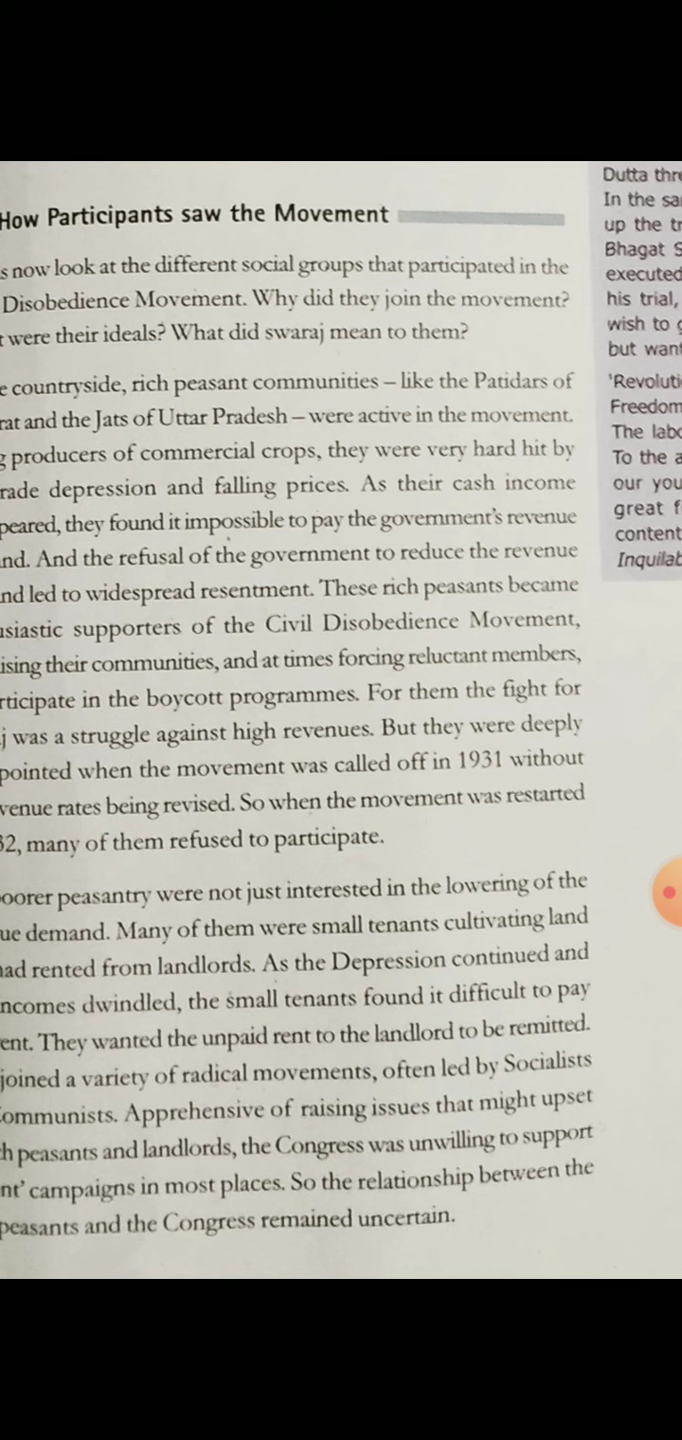 How Participants saw the Movement
s now look at the different social groups that participated in the
Disobedience Movement. Why did they join the movement?
t were their ideals? What did swaraj mean to them?
e countryside, rich peasant communities – like the Patidars of
rat and the Jats of Uttar Pradesh – were active in the movement.
g producers of commercial crops, they were very hard hit by
rade depression and falling prices. As their cash income
peared, they found it impossible to pay the government's revenue
nd. And the refusal of the government to reduce the revenue
nd led to widespread resentment. These rich peasants became
usiastic supporters of the Civil Disobedience Movement,
ising their communities, and at times forcing reluctant members,
rticipate in the boycott programmes. For them the fight for
j was a struggle against high revenues. But they were deeply
pointed when the movement was called off in 1931 without
venue rates being revised. So when the movement was restarted
32, many of them refused to participate.
oorer peasantry were not just interested in the lowering of the
ue demand. Many of them were small tenants cultivating land
had rented from landlords. As the Depression continued and
ncomes dwindled, the small tenants found it difficult to pay
ent. They wanted the unpaid rent to the landlord to be remitted.
joined a variety of radical movements, often led by Socialists
Communists. Apprehensive of raising issues that might upset
h peasants and landlords, the Congress was unwilling to support
nt' campaigns in most places. So the relationship between the
peasants and the Congress remained uncertain.
Dutta thr
In the sa
up the tr
Bhagat S
executed
his trial,
wish to g
but want
'Revoluti
Freedom
The labo
To the a
our you
great f
content
Inquilab